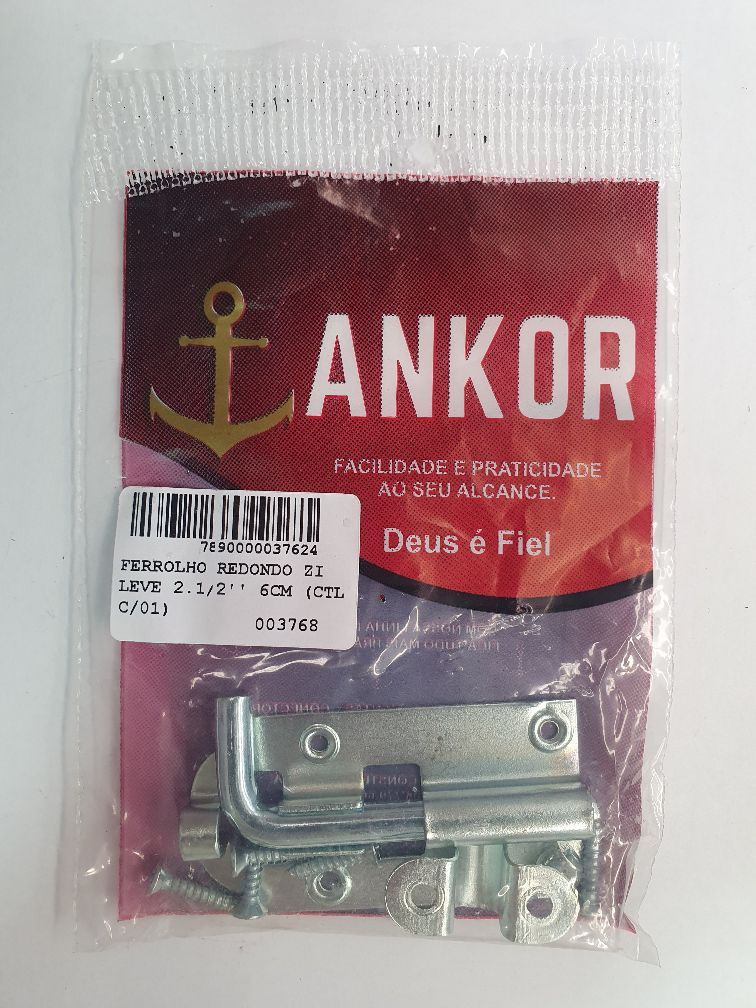 ANKOR
FACILIDADE E PRATICIDADE
AO SEU ALCANCE.
Deus é Fiel
7890000037624
FERROLHO REDONDO ZI
LEVE 2.1/2'' 6CM (CTL
C/01)
003768